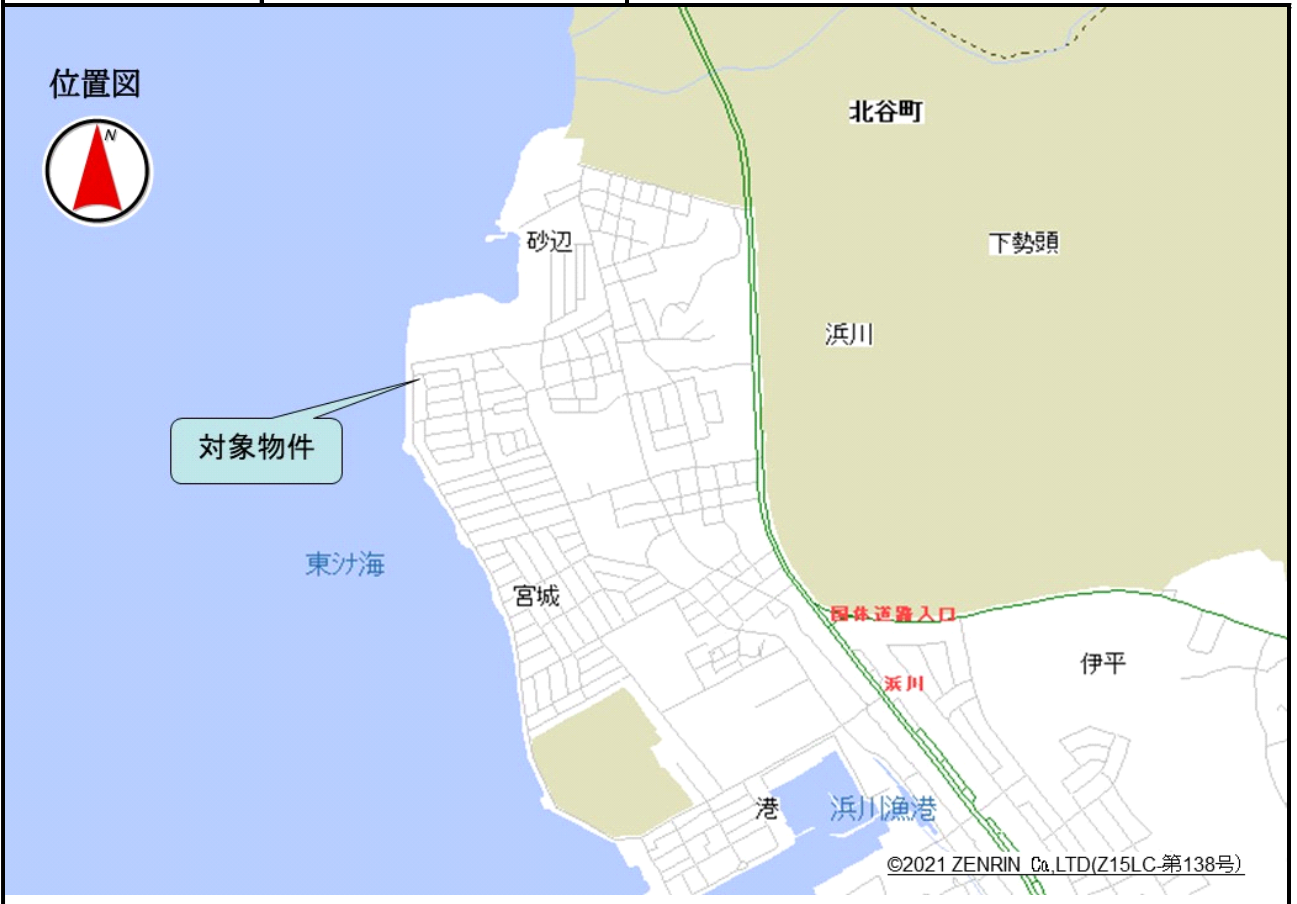 位置図
N
北谷町
砂辺
下勢頭
浜川
対象物件
東シナ海
宮城
国体道路入口
伊平
浜川
港
浜川漁港
©2021 ZENRIN Co,LTD(Z15LC-第138号)